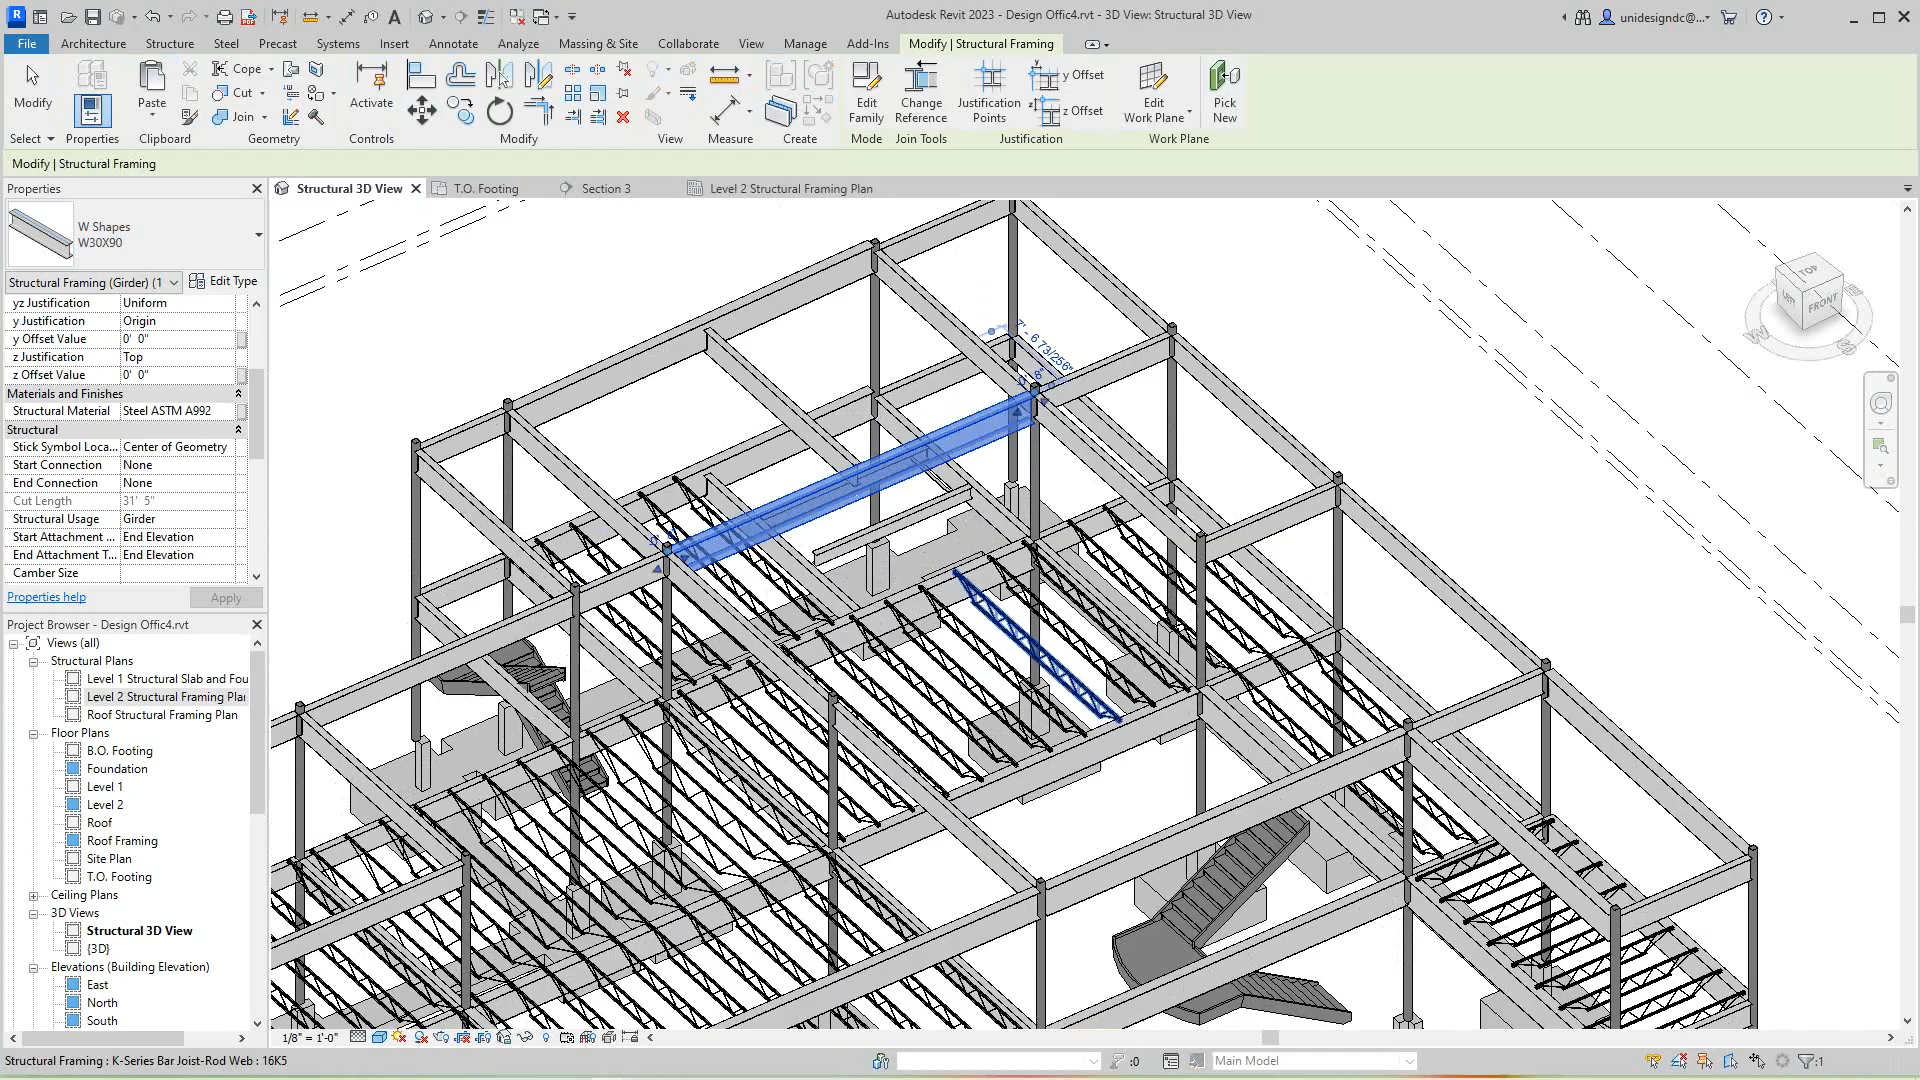 Autodesk Revit 2023 - Design Offic4.rvt - 3D View: Structural 3D View
unidesigndc@...
File Architecture Structure Steel Precast Systems Insert Annotate Analyze Massing & Site Collaborate View Manage Add-Ins Modify | Structural Framing
Modify
Properties
Paste
Cope
Cut
Join
Activate
Edit Family
Change Reference
Justification Points
y Offset
z Offset
Edit Work Plane
Pick New
Select Properties Clipboard Geometry Controls Modify View Measure Create Mode Join Tools Justification Work Plane
Modify | Structural Framing
Properties
Structural 3D View T.O. Footing Section 3 Level 2 Structural Framing Plan
W Shapes
W30X90
Structural Framing (Girder) (1 Edit Type
yz Justification Uniform
y Justification Origin
y Offset Value 0' 0"
z Justification Top
z Offset Value 0' 0"
Materials and Finishes
Structural Material Steel ASTM A992
Structural
Stick Symbol Loca... Center of Geometry
Start Connection None
End Connection None
Cut Length 31' 5"
Structural Usage Girder
Start Attachment ... End Elevation
End Attachment T... End Elevation
Camber Size
Properties help Apply
Project Browser - Design Offic4.rvt
Views (all)
Structural Plans
Level 1 Structural Slab and Fou
Level 2 Structural Framing Plan
Roof Structural Framing Plan
Floor Plans
B.O. Footing
Foundation
Level 1
Level 2
Roof
Roof Framing
Site Plan
T.O. Footing
Ceiling Plans
3D Views
Structural 3D View
{3D}
Elevations (Building Elevation)
East
North
South
7' - 6 73/256"
TOP
LEFT
FRONT
W
S
1/8" = 1'-0"
Structural Framing : K-Series Bar Joist-Rod Web : 16K5
:0
Main Model
:1